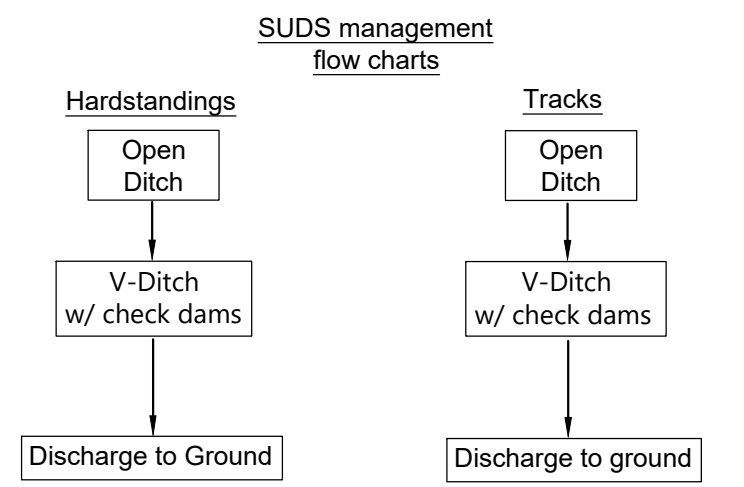 SUDS management
flow charts
Hardstandings
Open
Ditch
V-Ditch
w/ check dams
Discharge to Ground
Tracks
Open
Ditch
V-Ditch
w/ check dams
Discharge to ground